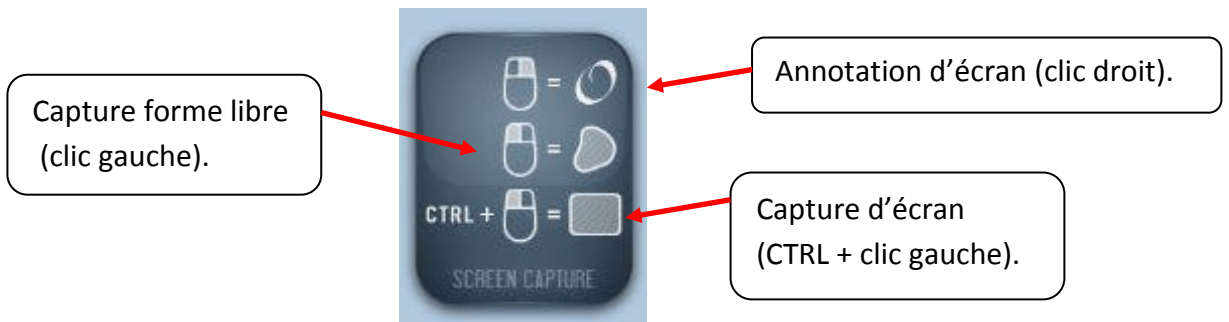 Annotation d’écran (clic droit).
Capture forme libre
(clic gauche).
=
=
CTRL + =
Capture d’écran
(CTRL + clic gauche).
SCREEN CAPTURE